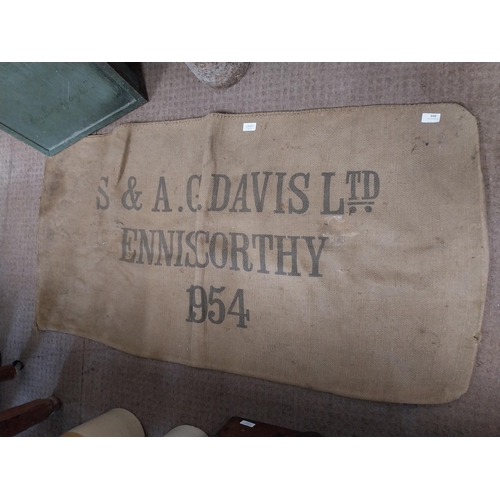 S & A.C. DAVIS LTD
ENNISCORTHY
1954